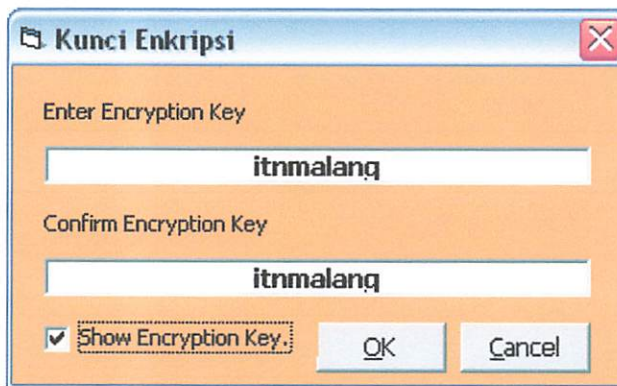 Kunci Enkripsi
Enter Encryption Key
itnmalang
Confirm Encryption Key
itnmalang
Show Encryption Key.
OK
Cancel